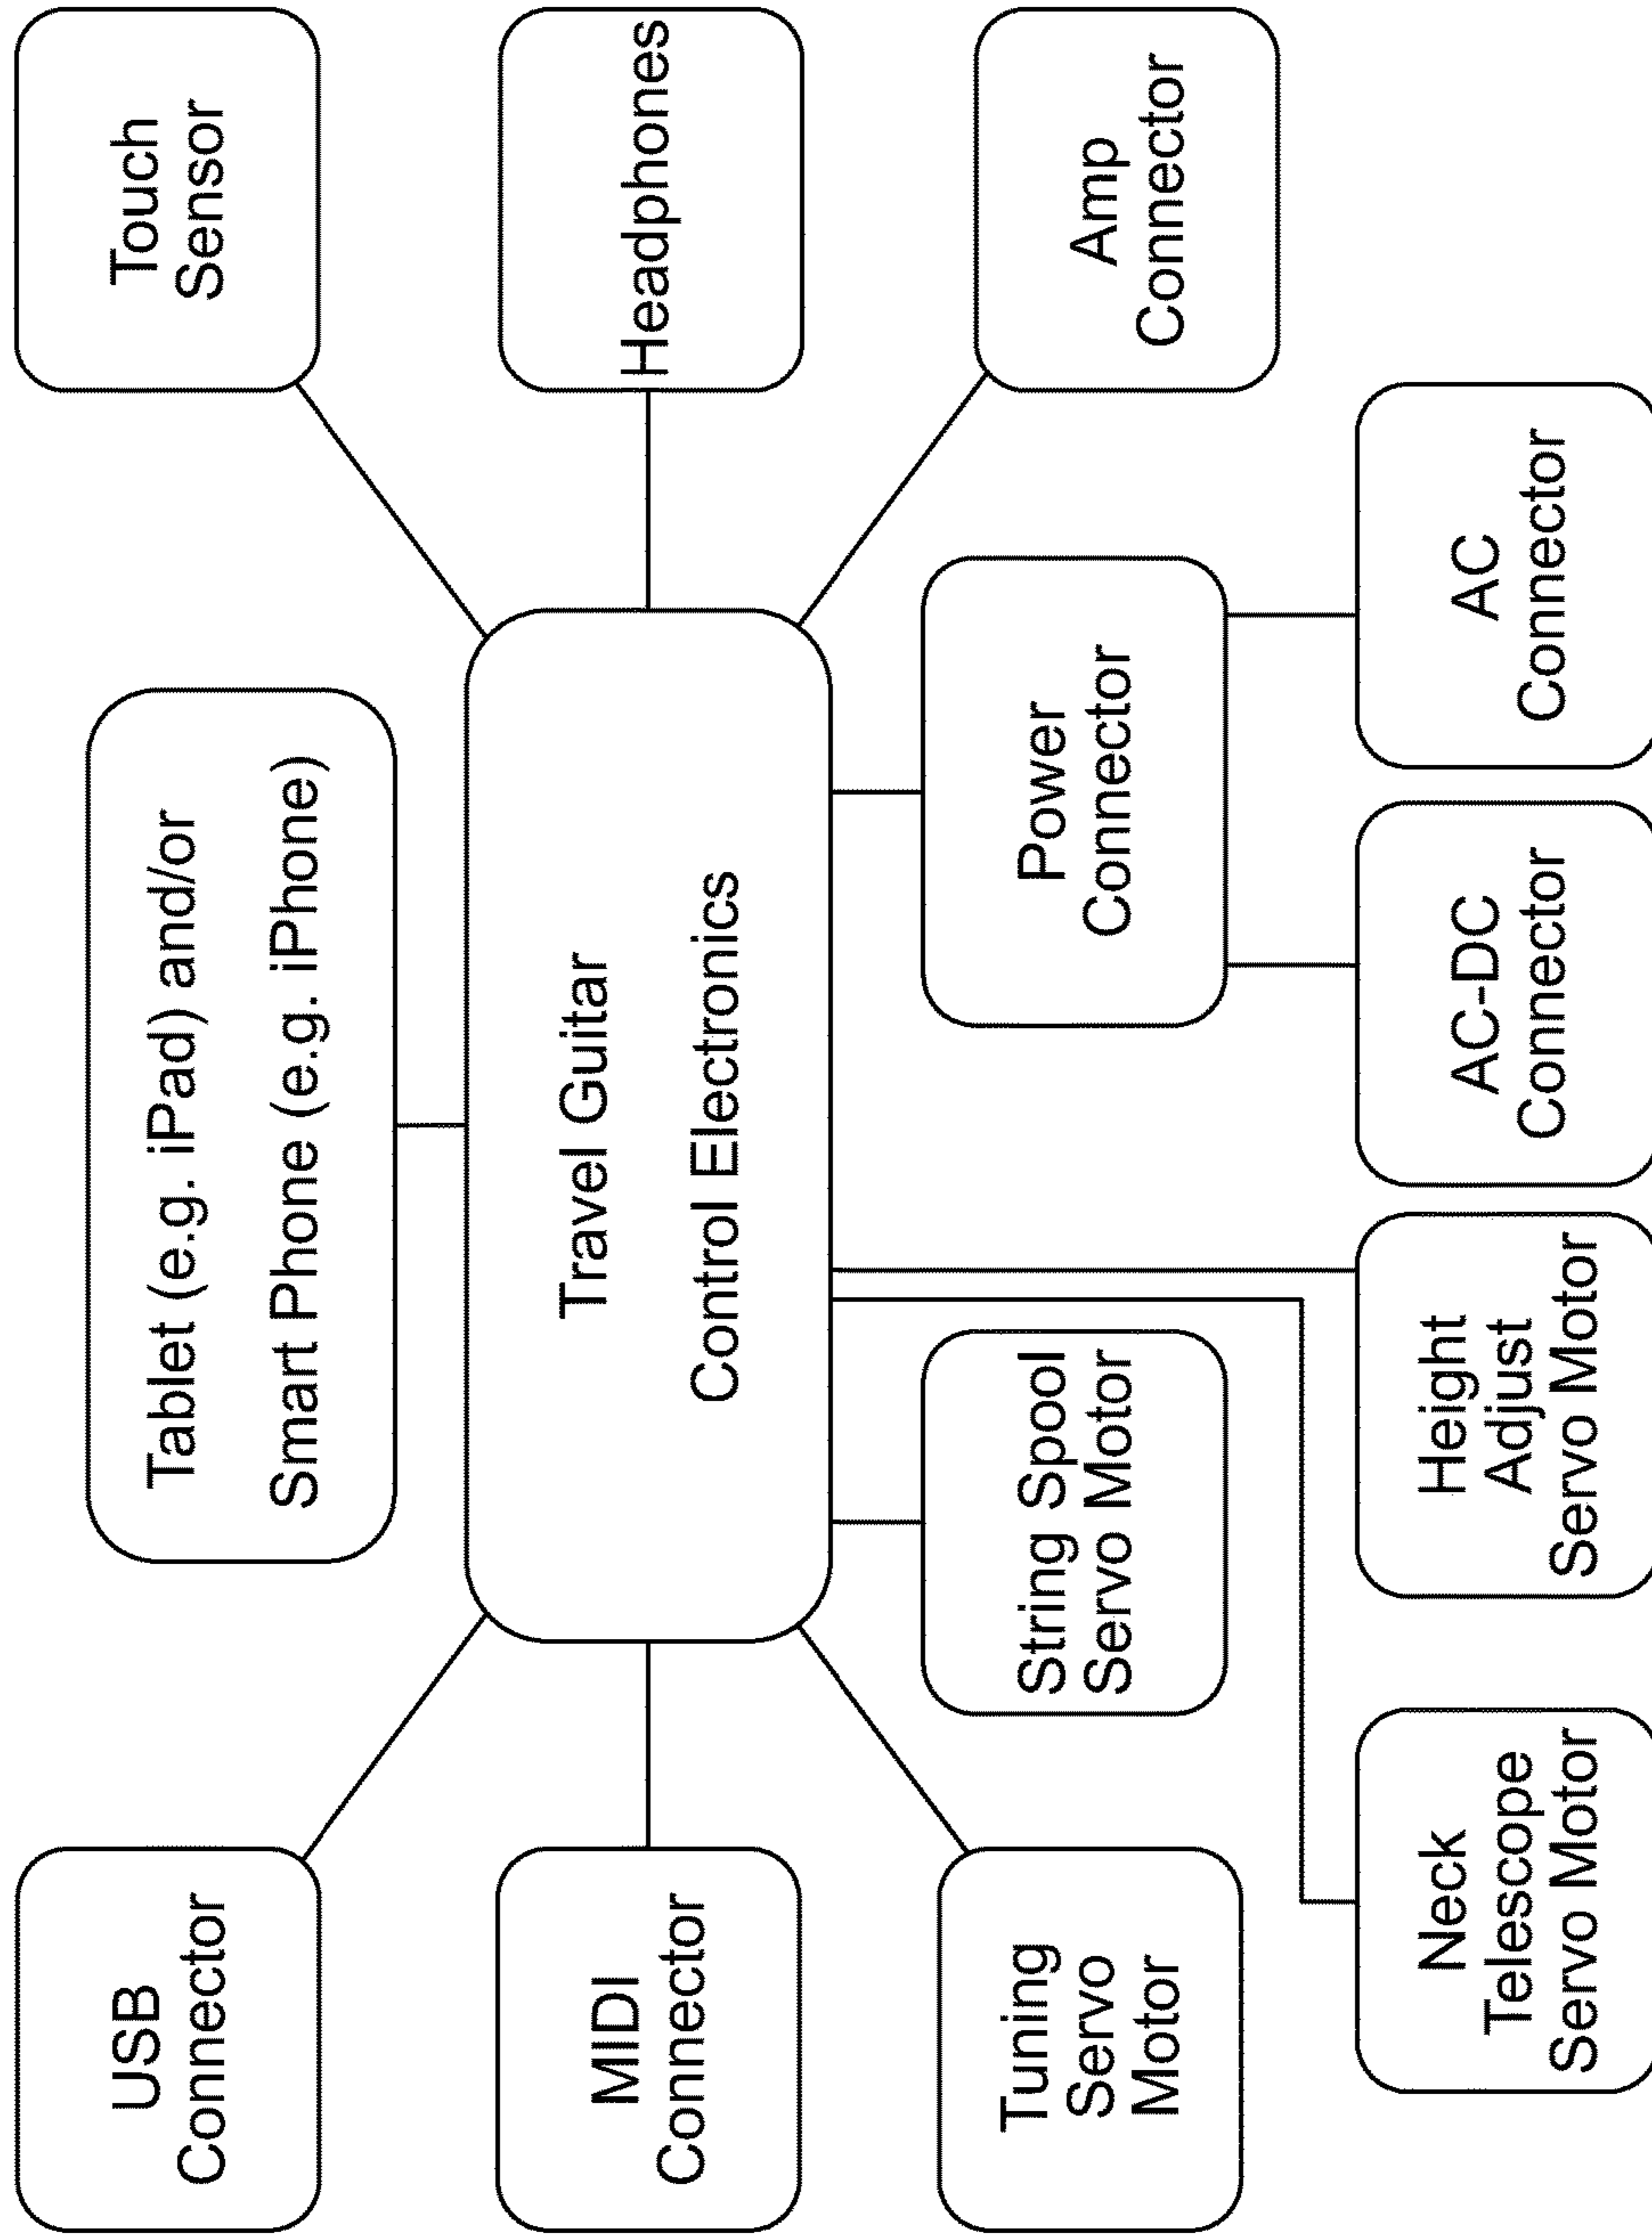 Tablet (e.g. iPad) and/or
Smart Phone (e.g. iPhone)
USB
Connector
Touch
Sensor
Travel Guitar
Control Electronics
MIDI
Connector
Headphones
Tuning
Servo
Motor
String Spool
Servo Motor
Power
Connector
Amp
Connector
Neck
Telescope
Servo Motor
Height
Adjust
Servo Motor
AC-DC
Connector
AC
Connector